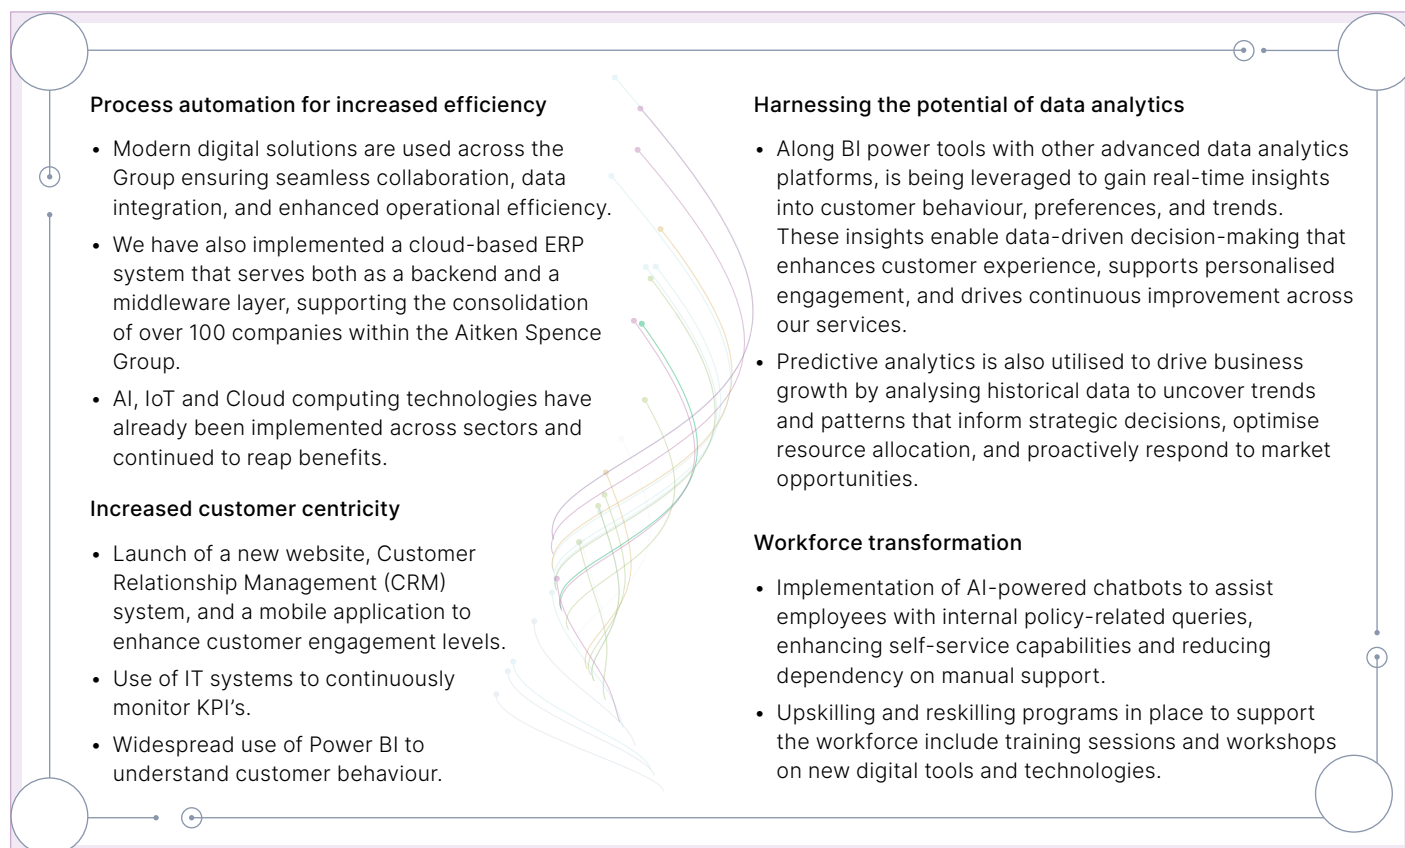 Process automation for increased efficiency
• Modern digital solutions are used across the
Group ensuring seamless collaboration, data
integration, and enhanced operational efficiency.
• We have also implemented a cloud-based ERP
system that serves both as a backend and a
middleware layer, supporting the consolidation
of over 100 companies within the Aitken Spence
Group.
• AI, IoT and Cloud computing technologies have
already been implemented across sectors and
continued to reap benefits.
Increased customer centricity
• Launch of a new website, Customer
Relationship Management (CRM)
system, and a mobile application to
enhance customer engagement levels.
• Use of IT systems to continuously
monitor KPI’s.
• Widespread use of Power BI to
understand customer behaviour.
Harnessing the potential of data analytics
• Along BI power tools with other advanced data analytics
platforms, is being leveraged to gain real-time insights
into customer behaviour, preferences, and trends.
These insights enable data-driven decision-making that
enhances customer experience, supports personalised
engagement, and drives continuous improvement across
our services.
• Predictive analytics is also utilised to drive business
growth by analysing historical data to uncover trends
and patterns that inform strategic decisions, optimise
resource allocation, and proactively respond to market
opportunities.
Workforce transformation
• Implementation of AI-powered chatbots to assist
employees with internal policy-related queries,
enhancing self-service capabilities and reducing
dependency on manual support.
• Upskilling and reskilling programs in place to support
the workforce include training sessions and workshops
on new digital tools and technologies.